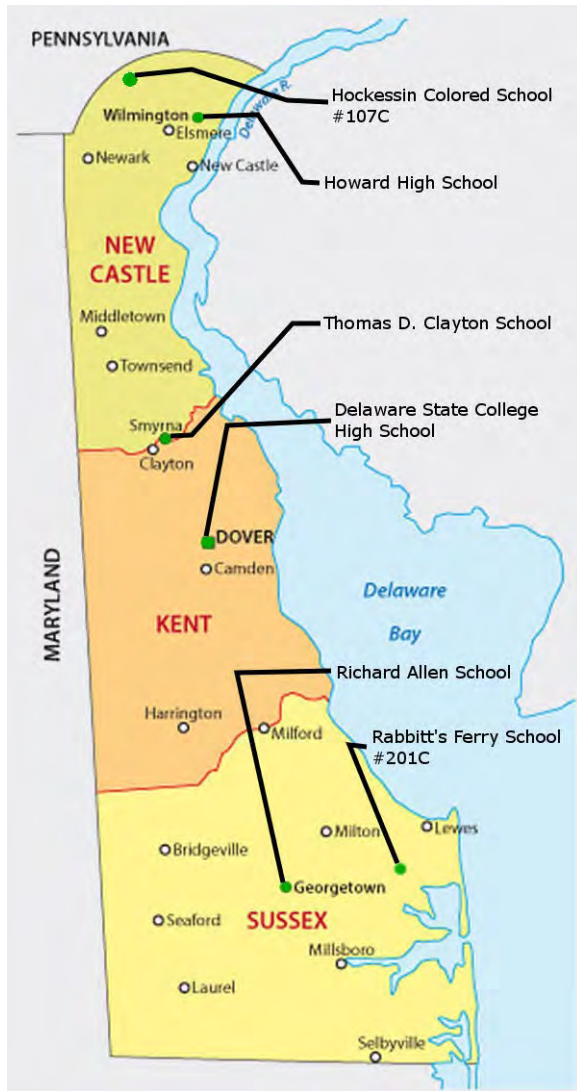 PENNSYLVANIA
Hockessin Colored School
#107C
Wilmington
Elsmere
Delaware R.
Newark
New Castle
Howard High School
NEW
CASTLE
Middletown
Thomas D. Clayton School
Townsend
Delaware State College
High School
Smyrna
Clayton
DOVER
Camden
MARYLAND
Delaware
Bay
KENT
Richard Allen School
Harrington
Milford
Rabbitt's Ferry School
#201C
Milton
Lewes
Bridgeville
Georgetown
Seaford
SUSSEX
Millsboro
Laurel
Selbyville